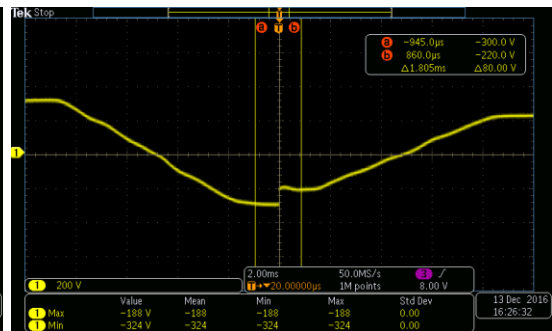 Tek Stop
T
a T b
a −945.0µs −300.0 V
b 860.0µs −220.0 V
Δ1.805ms Δ80.00 V
1
1 200 V
2.00ms 50.0MS/s 3 ∫
T→▼20.00000µs 1M points 8.00 V
Value Mean Min Max Std Dev
1 Max −188 V −188 −188 −188 0.00
1 Min −324 V −324 −324 −324 0.00
13 Dec 2016
16:26:32